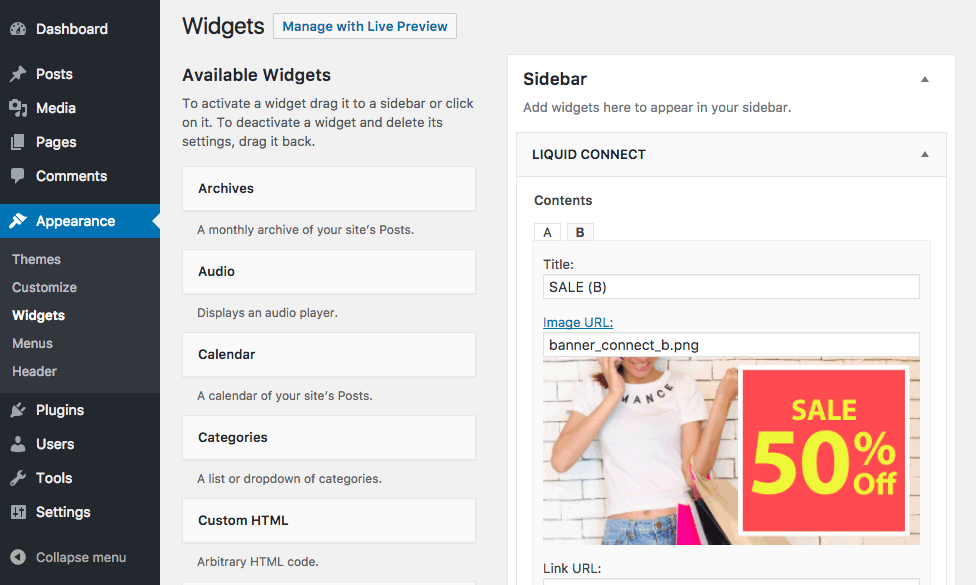 Dashboard
Posts
Media
Pages
Comments
Appearance
Themes
Customize
Widgets
Menus
Header
Plugins
Users
Tools
Settings
Collapse menu
Widgets
Manage with Live Preview
Available Widgets
To activate a widget drag it to a sidebar or click
on it. To deactivate a widget and delete its
settings, drag it back.
Archives
A monthly archive of your site’s Posts.
Audio
Displays an audio player.
Calendar
A calendar of your site’s Posts.
Categories
A list or dropdown of categories.
Custom HTML
Arbitrary HTML code.
Sidebar
Add widgets here to appear in your sidebar.
LIQUID CONNECT
Contents
A
B
Title:
SALE (B)
Image URL:
banner_connect_b.png
MANCE
SALE
50%
Off
Link URL: